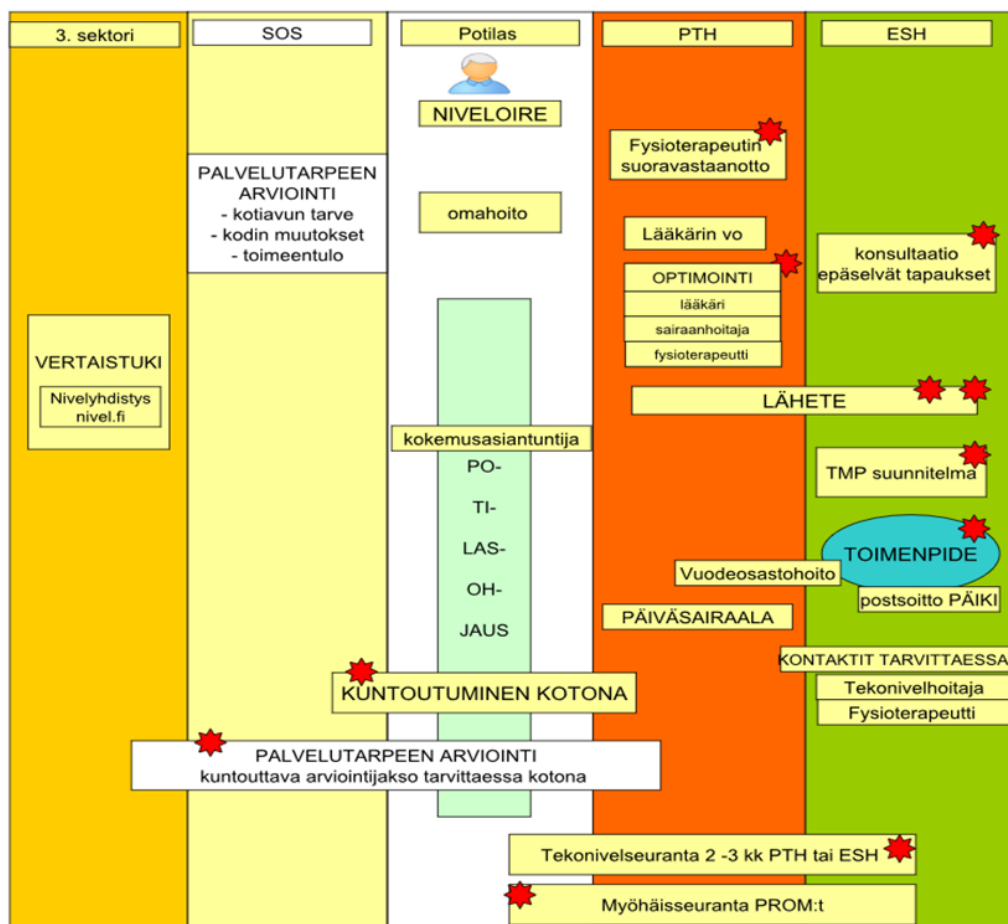 3. sektori
SOS
Potilas
PTH
ESH
NIVELOIRE
Fysioterapeutin
suoravastaanotto
PALVELUTARPEEN
ARVIOINTI
- kotiavun tarve
- kodin muutokset
- toimeentulo
omahoito
Lääkärin vo
konsultaatio
epäselvät tapaukset
OPTIMOINTI
lääkäri
sairaanhoitaja
fysioterapeutti
VERTAISTUKI
Nivelyhdistys
nivel.fi
LÄHETE
kokemusasiantuntija
PO-
TI-
LAS-
OH-
JAUS
TMP suunnitelma
TOIMENPIDE
Vuodeosastohoito
postsoitto PÄIKI
PÄIVÄSAIRAALA
KONTAKTIT TARVITTAESSA
Tekonivelhoitaja
Fysioterapeutti
KUNTOUTUMINEN KOTONA
PALVELUTARPEEN ARVIOINTI
kuntouttava arviointijakso tarvittaessa kotona
Tekonivelseuranta 2 -3 kk PTH tai ESH
Myöhäisseuranta PROM:t